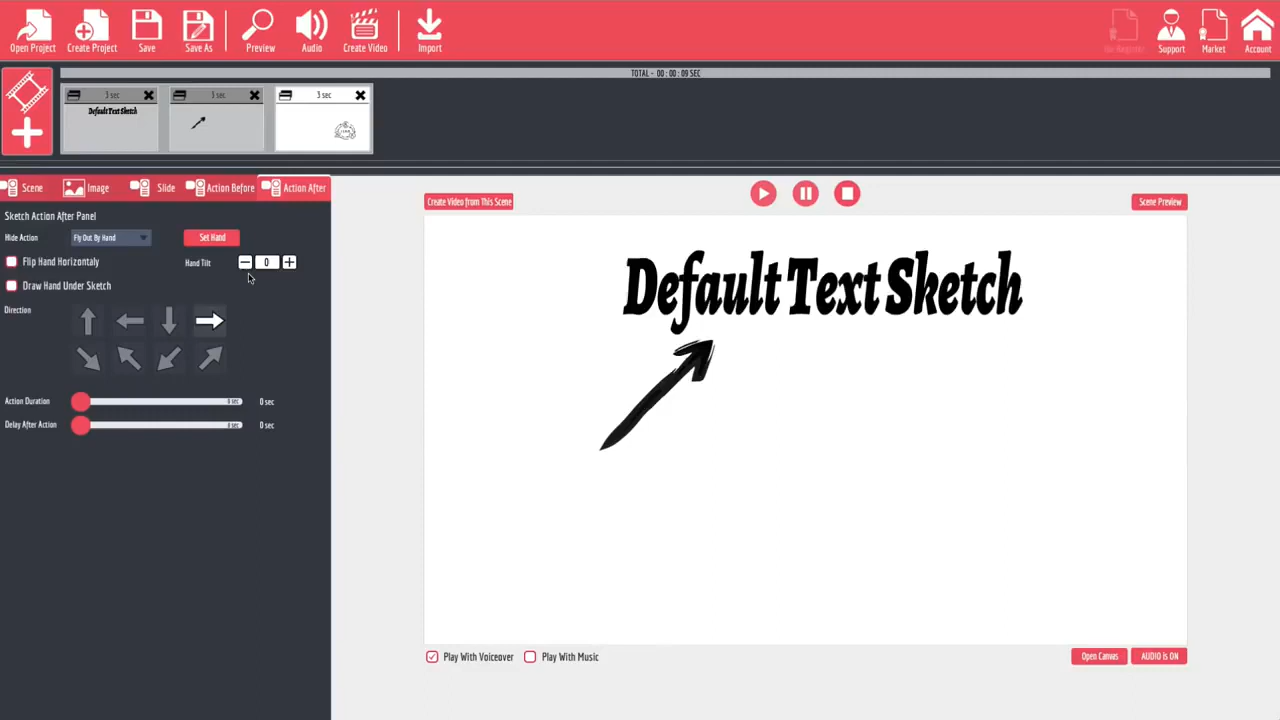 Open Project
Create Project
Save
Save As
Preview
Audio
Create Video
Import
Support
Market
Account
TOTAL - 00 : 00 : 09 SEC
3 sec
3 sec
3 sec
Default Text Sketch
Scene
Image
Slide
Action Before
Action After
Create Video from This Scene
Scene Preview
Sketch Action After Panel
Hide Action
Fly Out By Hand
Set Hand
Flip Hand Horizontaly
Hand Tilt
0
Draw Hand Under Sketch
Direction
Default Text Sketch
Action Duration
0 sec
Delay After Action
0 sec
Play With Voiceover
Play With Music
Open Canvas
AUDIO Is ON